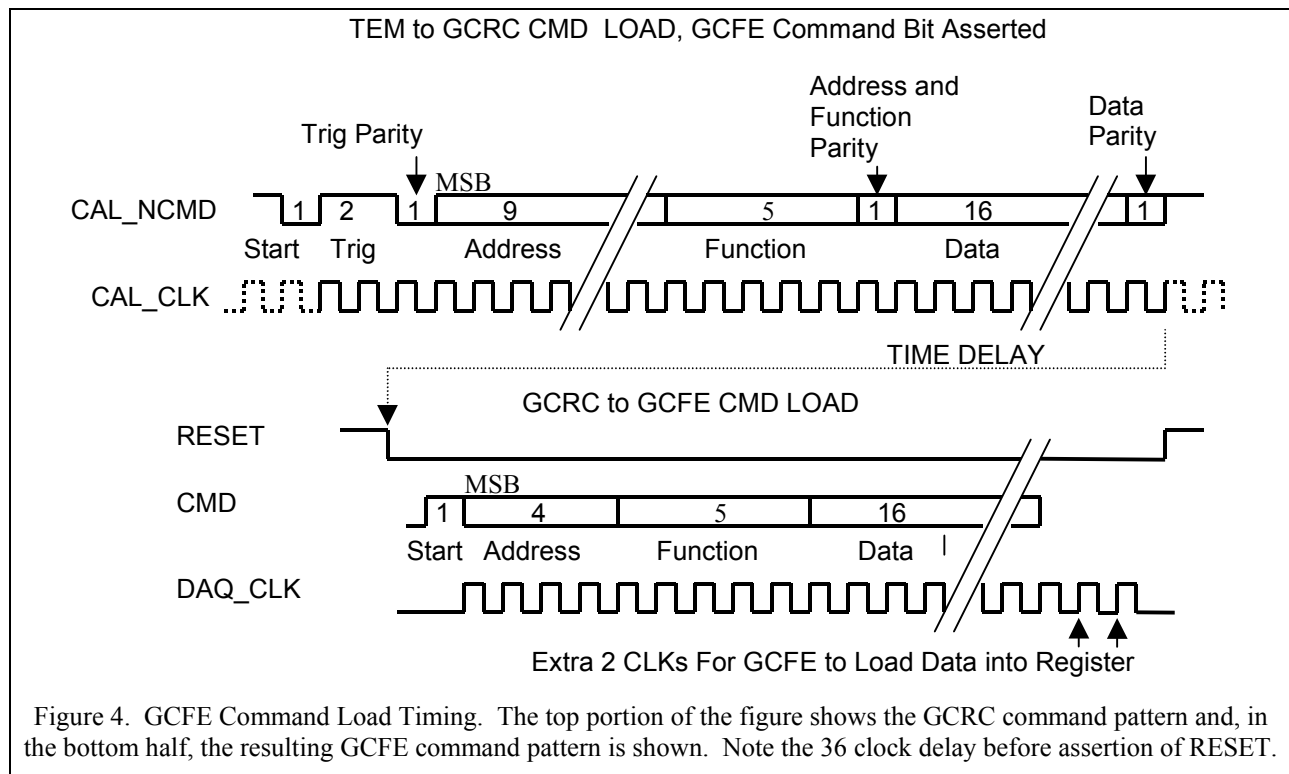 TEM to GCRC CMD LOAD, GCFE Command Bit Asserted
Address and
Function
Parity
Data
Parity
Trig Parity
MSB
CAL_NCMD 1 2 1 9 5 1 16 1
Start Trig Address Function Data
CAL_CLK
TIME DELAY
GCRC to GCFE CMD LOAD
RESET
MSB
CMD 1 4 5 16
Start Address Function Data
DAQ_CLK
Extra 2 CLKs For GCFE to Load Data into Register
Figure 4. GCFE Command Load Timing. The top portion of the figure shows the GCRC command pattern and, in
the bottom half, the resulting GCFE command pattern is shown. Note the 36 clock delay before assertion of RESET.